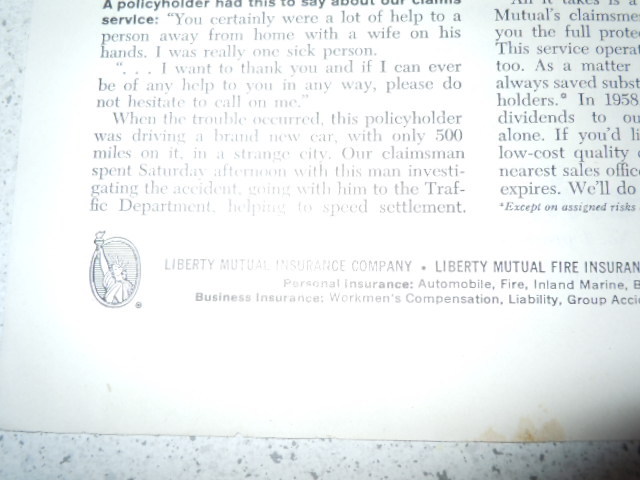 A policyholder had this to say about our claims
service: "You certainly were a lot of help to a
person away from home with a wife on his
hands. I was really one sick person.
". . . I want to thank you and if I can ever
be of any help to you in any way, please do
not hesitate to call on me."
When the trouble occurred, this policyholder
was driving a brand new car, with only 500
miles on it, in a strange city. Our claimsman
spent Saturday afternoon with this man investi-
gating the accident, going with him to the Traf-
fic Department, helping to speed settlement.
All it takes is a
Mutual's claimsme
you the full prote
This service operat
too. As a matter
always saved subst
holders.* In 1958
dividends to ou
alone. If you'd li
low-cost quality
nearest sales offic
expires. We'll do
*Except on assigned risks
LIBERTY MUTUAL INSURANCE COMPANY • LIBERTY MUTUAL FIRE INSURAN
Personal Insurance: Automobile, Fire, Inland Marine, B
Business Insurance: Workmen's Compensation, Liability, Group Acci
®